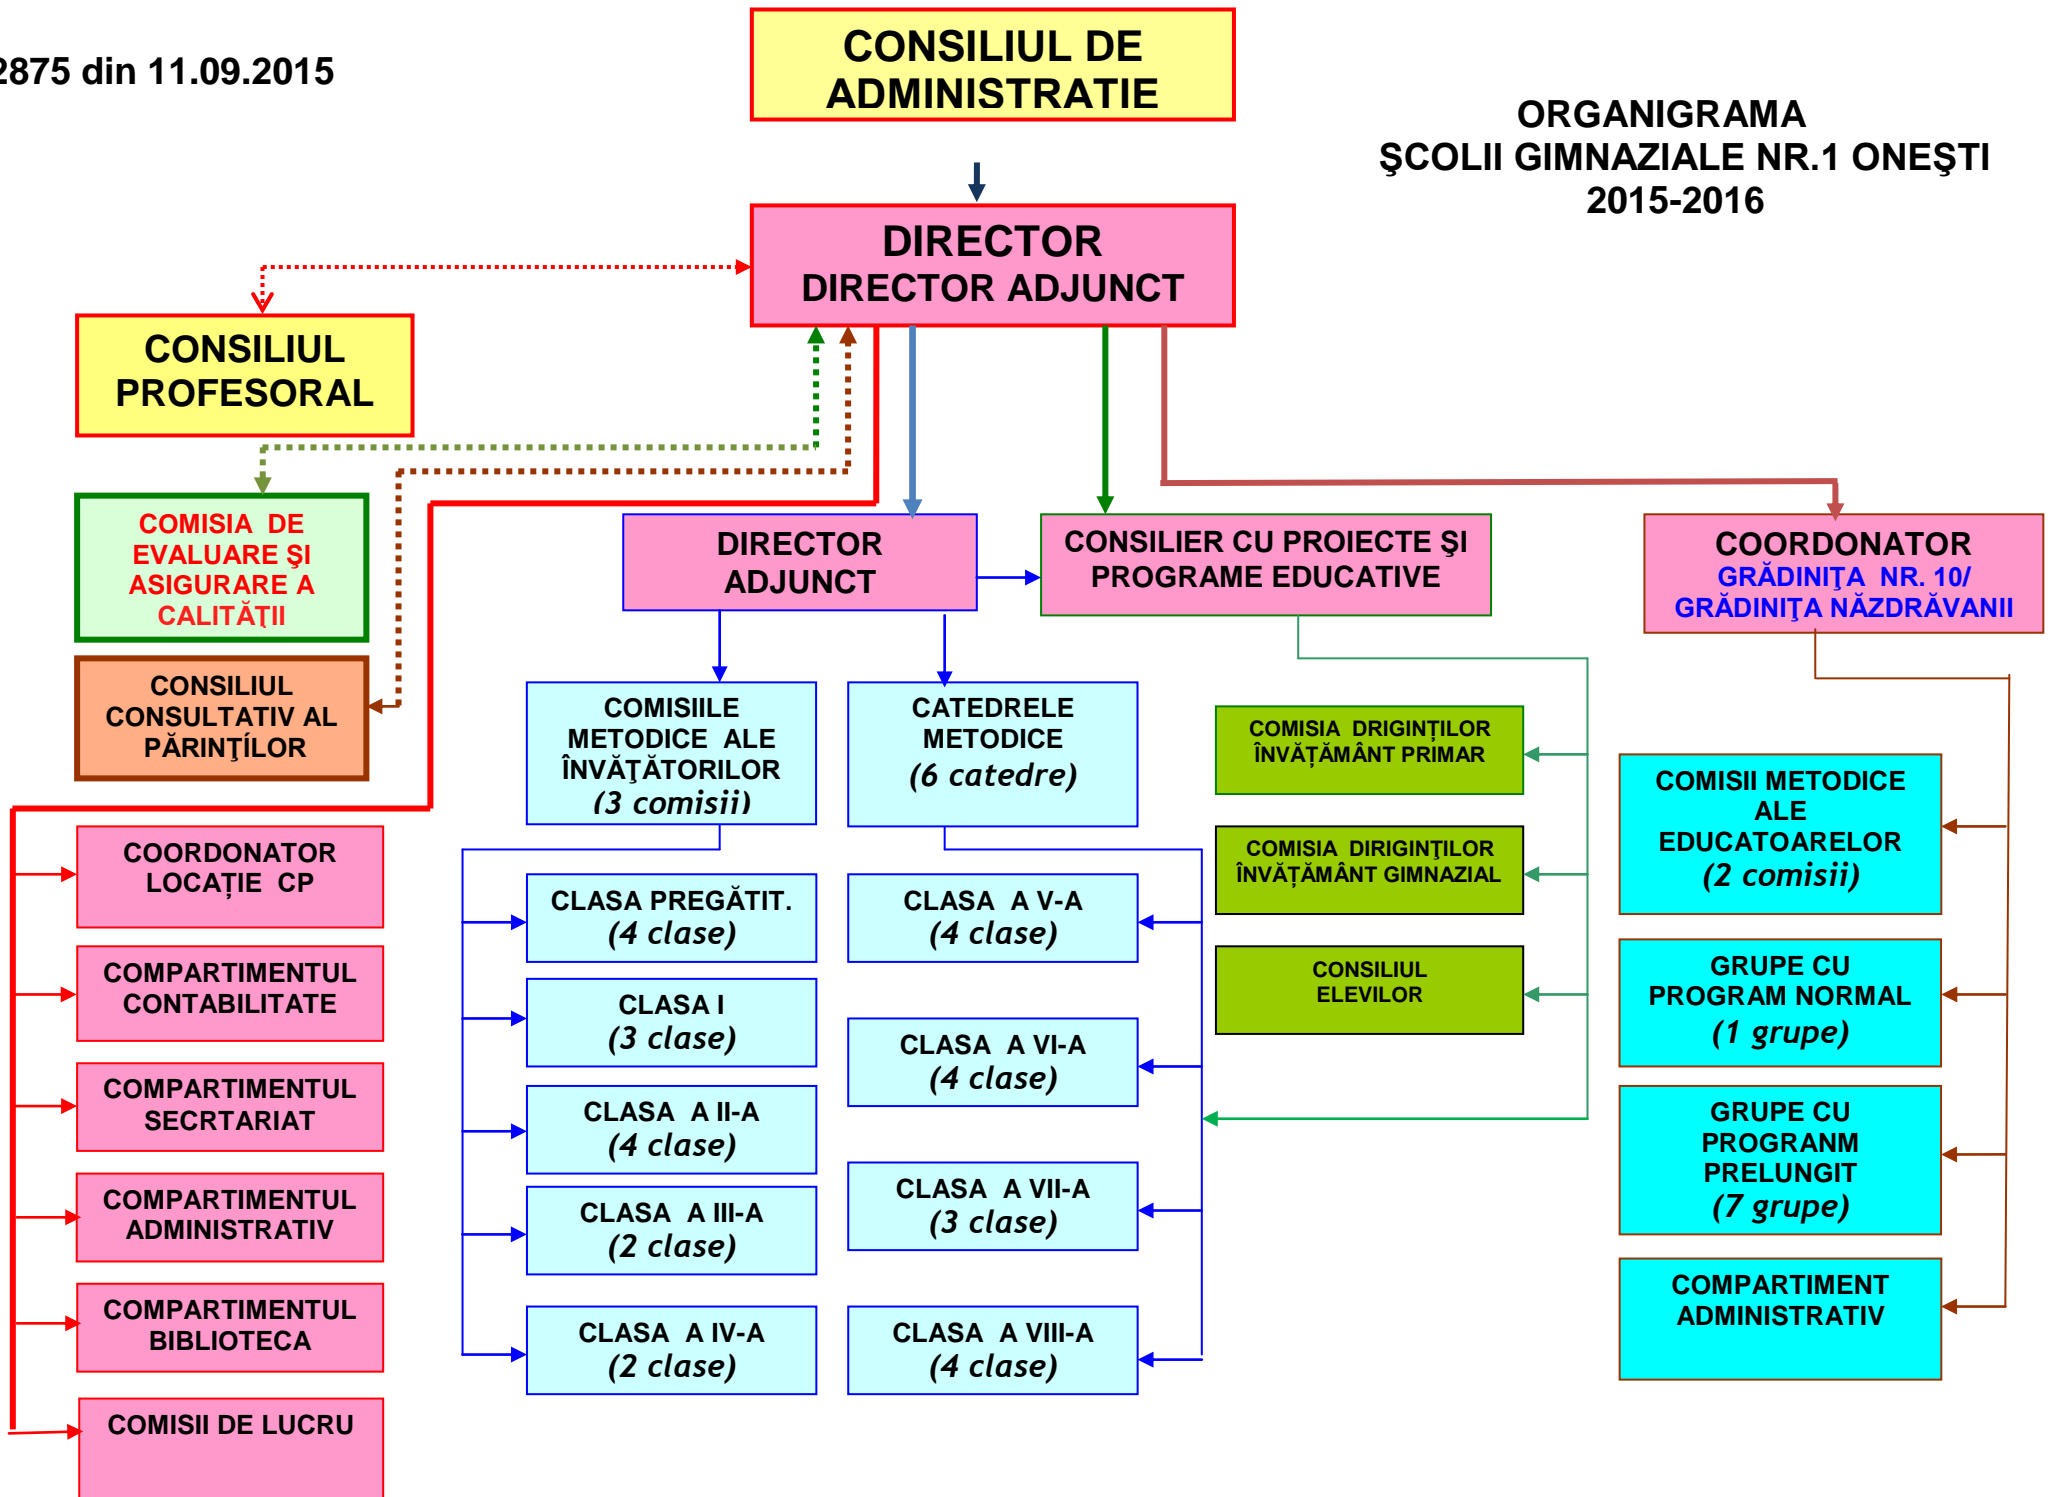 2875 din 11.09.2015
CONSILIUL DE
ADMINISTRATIE
ORGANIGRAMA
ŞCOLII GIMNAZIALE NR.1 ONEŞTI
2015-2016
DIRECTOR
DIRECTOR ADJUNCT
CONSILIUL
PROFESORAL
COMISIA DE
EVALUARE ŞI
ASIGURARE A
CALITĂŢII
CONSILIUL
CONSULTATIV AL
PĂRINŢÍLOR
DIRECTOR
ADJUNCT
CONSILIER CU PROIECTE ŞI
PROGRAME EDUCATIVE
COORDONATOR
GRĂDINIŢA NR. 10/
GRĂDINIŢA NĂZDRĂVANII
COORDONATOR
LOCAȚIE CP
COMPARTIMENTUL
CONTABILITATE
COMPARTIMENTUL
SECRTARIAT
COMPARTIMENTUL
ADMINISTRATIV
COMPARTIMENTUL
BIBLIOTECA
COMISII DE LUCRU
COMISIILE
METODICE ALE
ÎNVĂŢĂTORILOR
(3 comisii)
CLASA PREGĂTIT.
(4 clase)
CLASA I
(3 clase)
CLASA A II-A
(4 clase)
CLASA A III-A
(2 clase)
CLASA A IV-A
(2 clase)
CATEDRELE
METODICE
(6 catedre)
CLASA A V-A
(4 clase)
CLASA A VI-A
(4 clase)
CLASA A VII-A
(3 clase)
CLASA A VIII-A
(4 clase)
COMISIA DRIGINȚILOR
ÎNVĂȚĂMÂNT PRIMAR
COMISIA DIRIGINŢILOR
ÎNVĂȚĂMÂNT GIMNAZIAL
CONSILIUL
ELEVILOR
COMISII METODICE
ALE
EDUCATOARELOR
(2 comisii)
GRUPE CU
PROGRAM NORMAL
(1 grupe)
GRUPE CU
PROGRANM
PRELUNGIT
(7 grupe)
COMPARTIMENT
ADMINISTRATIV